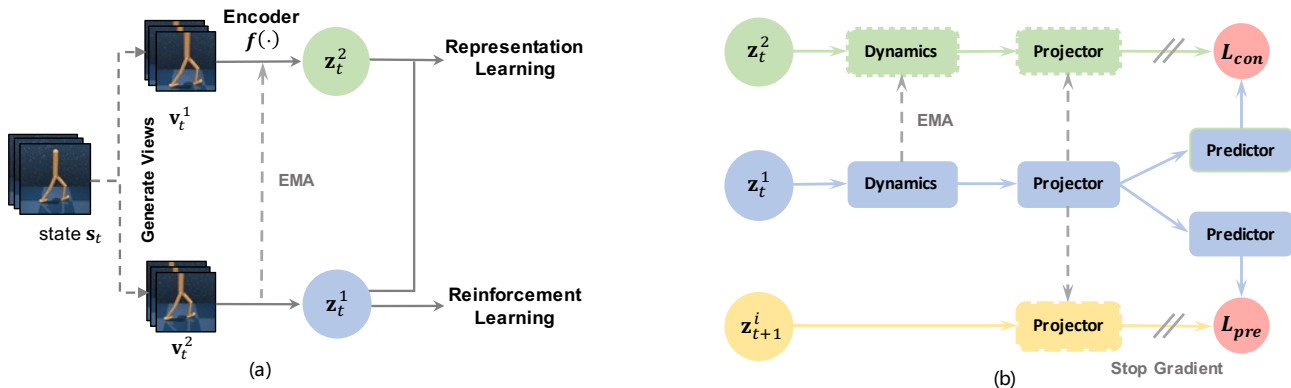 Encoder
f(·)
v_t^1
z_t^2
Representation
Learning
Generate Views
EMA
state s_t
v_t^2
z_t^1
Reinforcement
Learning
(a)
z_t^2
Dynamics
Projector
L_con
EMA
Predictor
z_t^1
Dynamics
Projector
Predictor
z_{t+1}^i
Projector
L_pre
Stop Gradient
(b)